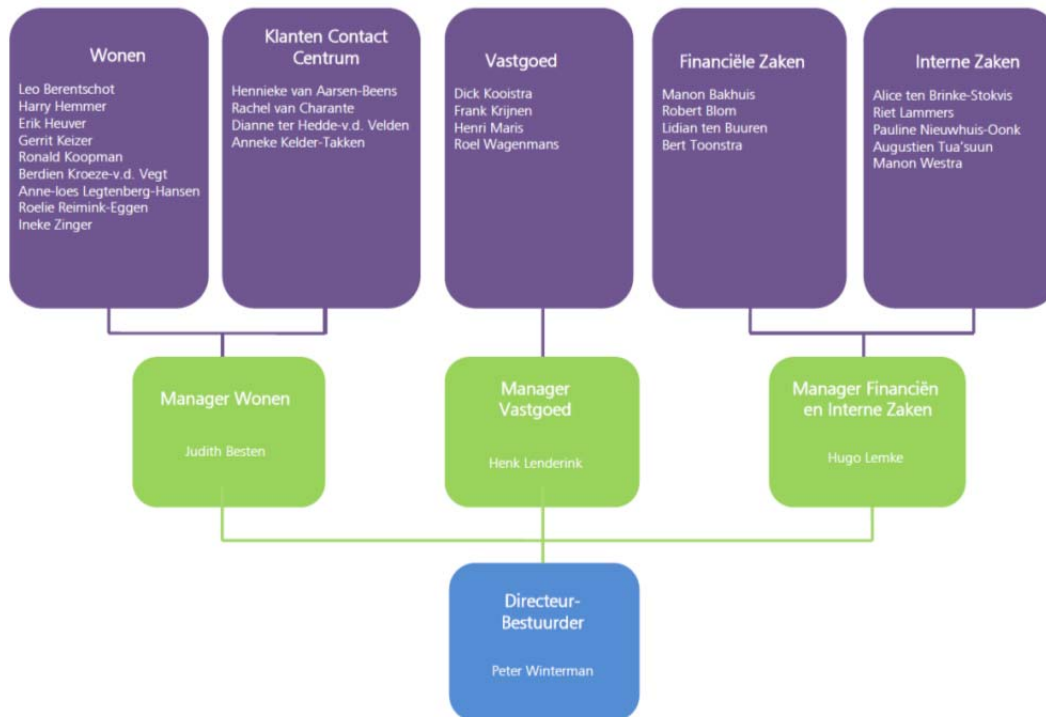 Wonen
Leo Berentschot
Harry Hemmer
Erik Heuver
Gerrit Keizer
Ronald Koopman
Berdien Kroeze-v.d. Vegt
Anne-loes Legtenberg-Hansen
Roelie Reimink-Eggen
Ineke Zinger
Klanten Contact
Centrum
Hennieke van Aarsen-Beens
Rachel van Charante
Dianne ter Hedde-v.d. Velden
Anneke Kelder-Takken
Vastgoed
Dick Kooistra
Frank Krijnen
Henri Maris
Roel Wagenmans
Financiële Zaken
Manon Bakhuis
Robert Blom
Lidian ten Buuren
Bert Toonstra
Interne Zaken
Alice ten Brinke-Stokvis
Riet Lammers
Pauline Nieuwhuis-Oonk
Augustien Tua'suun
Manon Westra
Manager Wonen
Judith Besten
Manager
Vastgoed
Henk Lenderink
Manager Financiën
en Interne Zaken
Hugo Lemke
Directeur-
Bestuurder
Peter Winterman